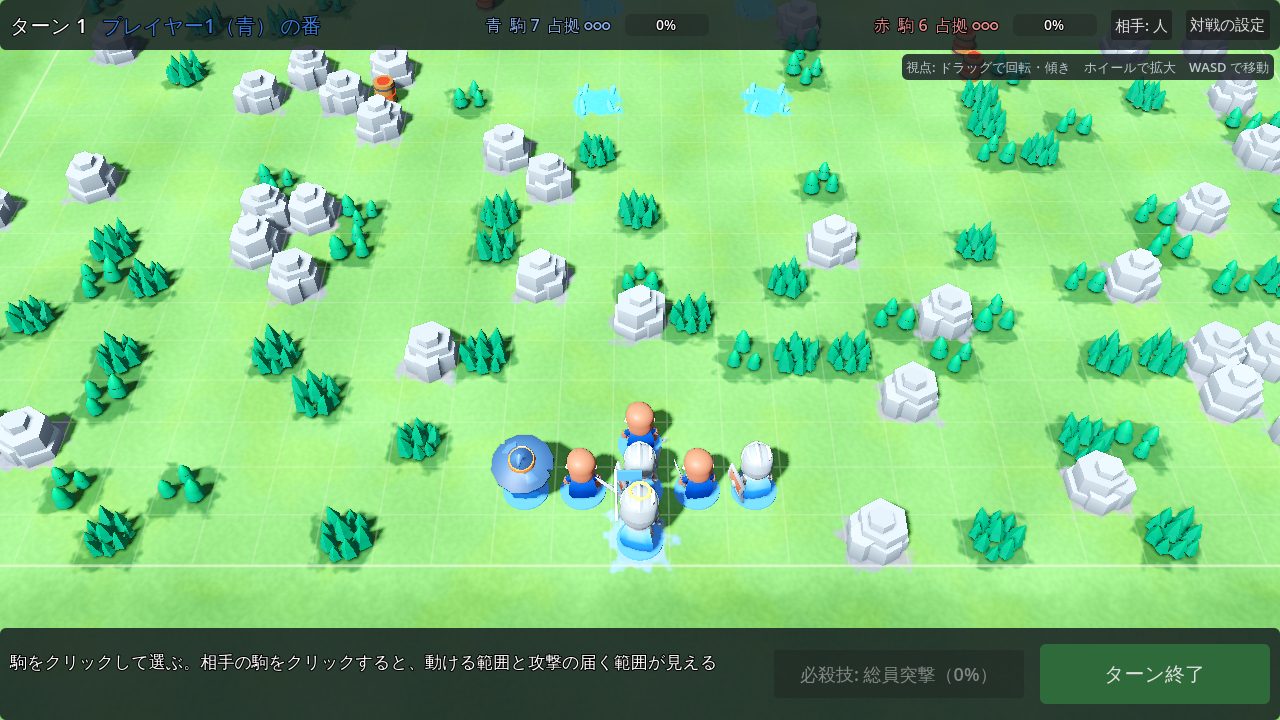 ターン 1 プレイヤー1（青）の番 青 駒 7 占拠 ○○○ 0% 赤 駒 6 占拠 ○○○ 0% 相手: 人 対戦の設定
視点: ドラッグで回転・傾き ホイールで拡大 WASD で移動
駒をクリックして選ぶ。相手の駒をクリックすると、動ける範囲と攻撃の届く範囲が見える
必殺技: 総員突撃（0%）
ターン終了